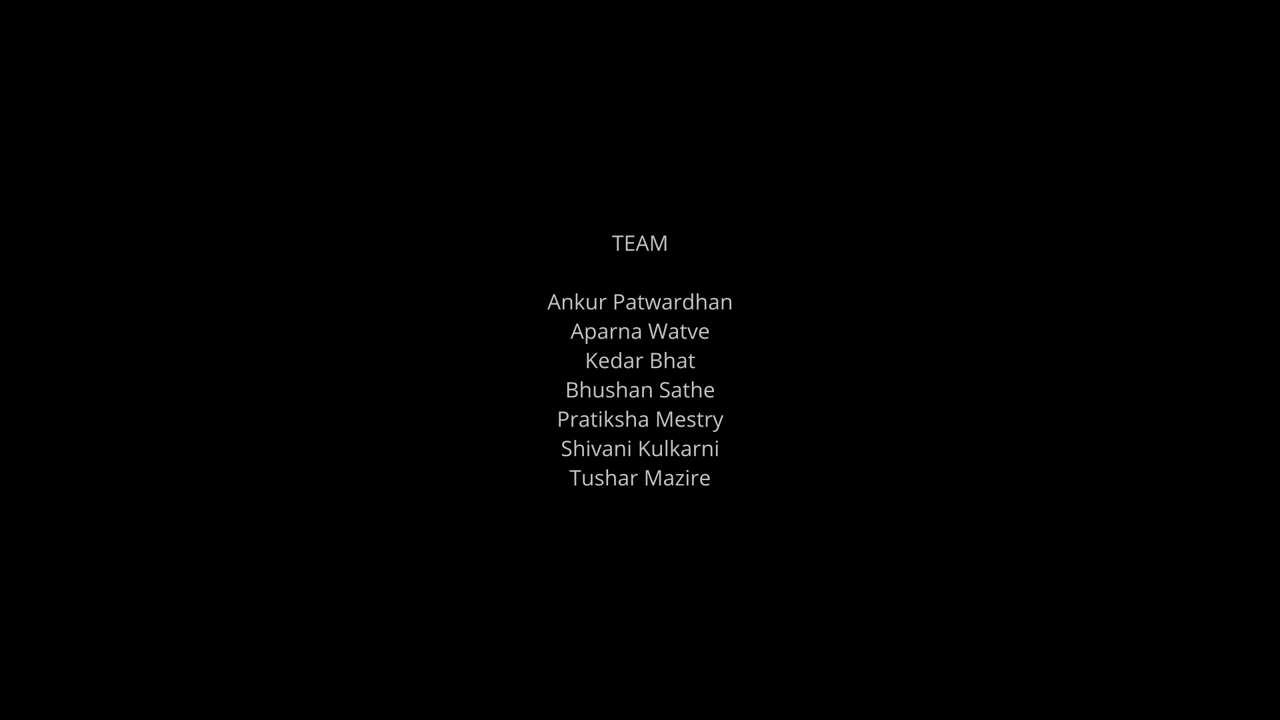 TEAM
Ankur Patwardhan
Aparna Watve
Kedar Bhat
Bhushan Sathe
Pratiksha Mestry
Shivani Kulkarni
Tushar Mazire